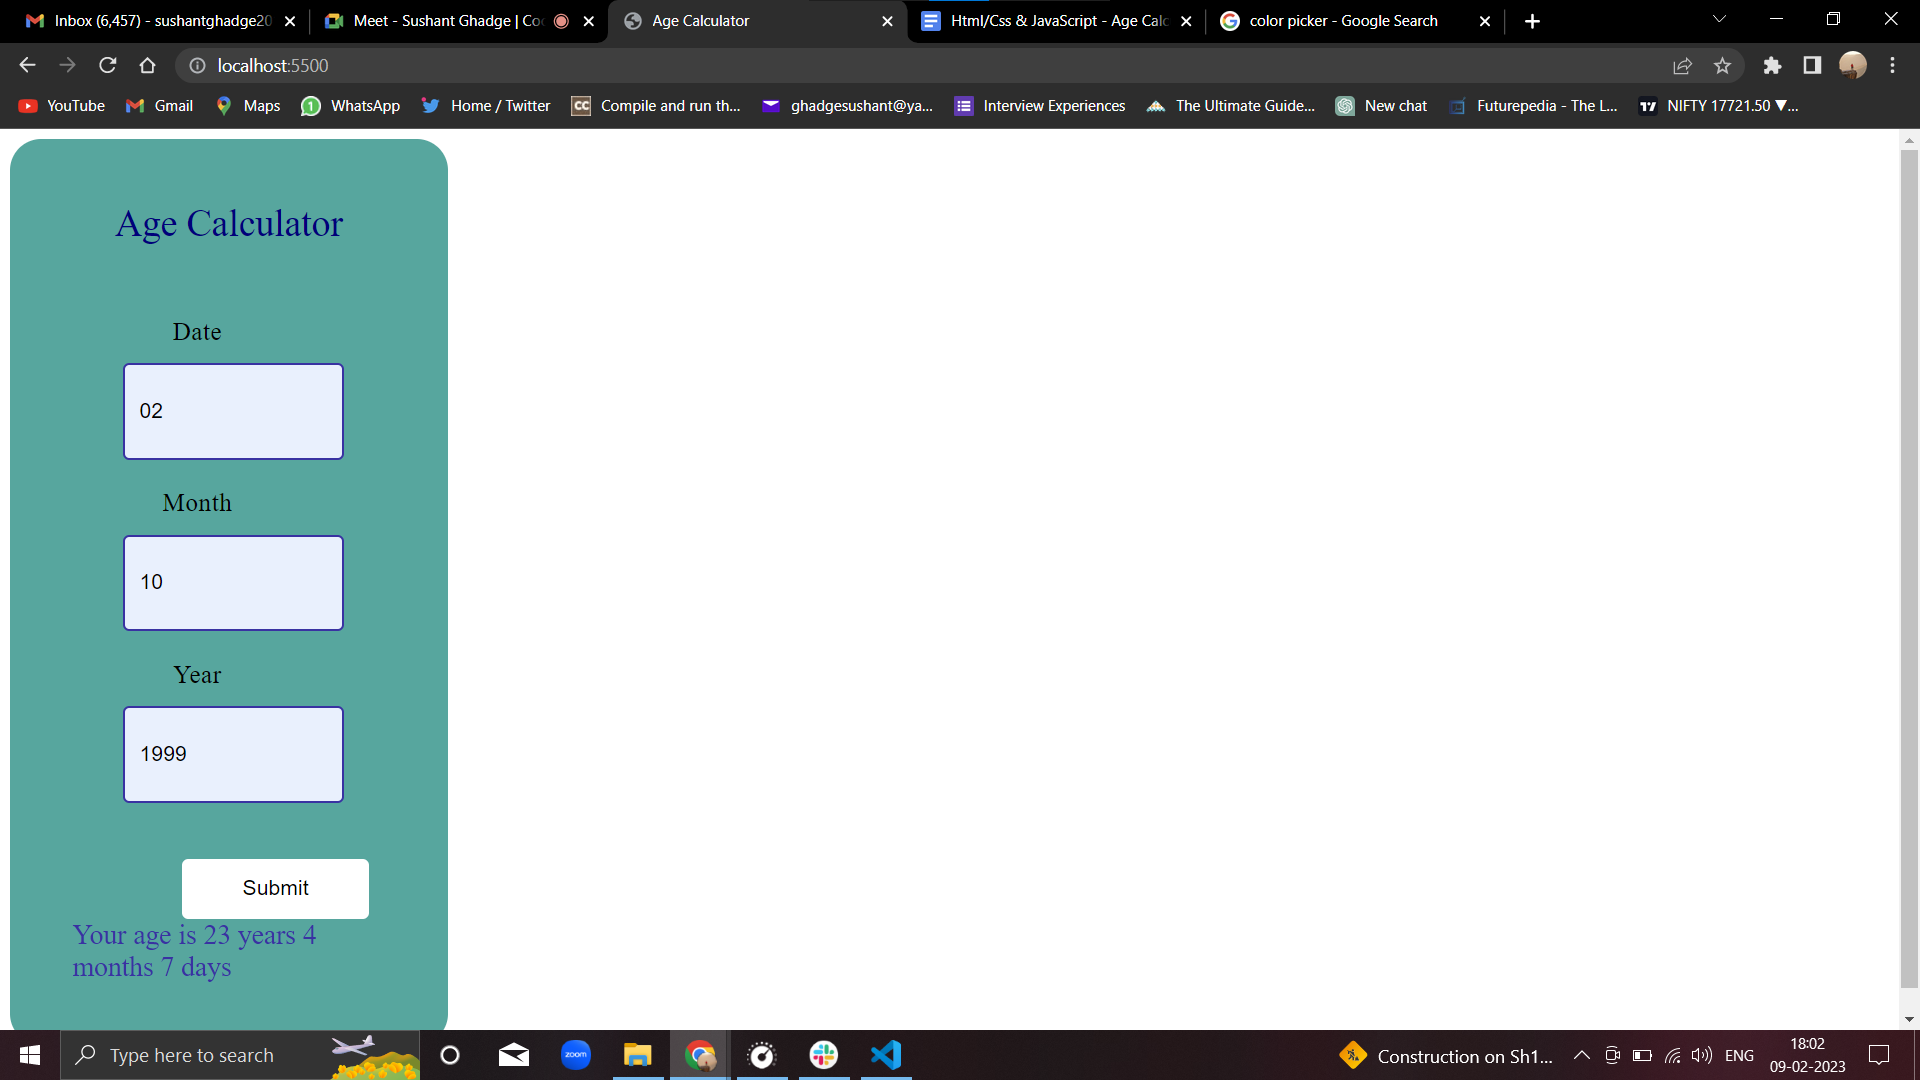 Inbox (6,457) - sushantghadge20
Meet - Sushant Ghadge | Co
Age Calculator
Html/Css & JavaScript - Age Calc
color picker - Google Search
localhost:5500
YouTube
Gmail
Maps
WhatsApp
Home / Twitter
CC
Compile and run th...
ghadgesushant@ya...
Interview Experiences
The Ultimate Guide...
New chat
Futurepedia - The L...
NIFTY 17721.50 ▼...
Age Calculator
Date
02
Month
10
Year
1999
Submit
Your age is 23 years 4
months 7 days
Type here to search
zoom
Construction on Sh1...
ENG
18:02
09-02-2023